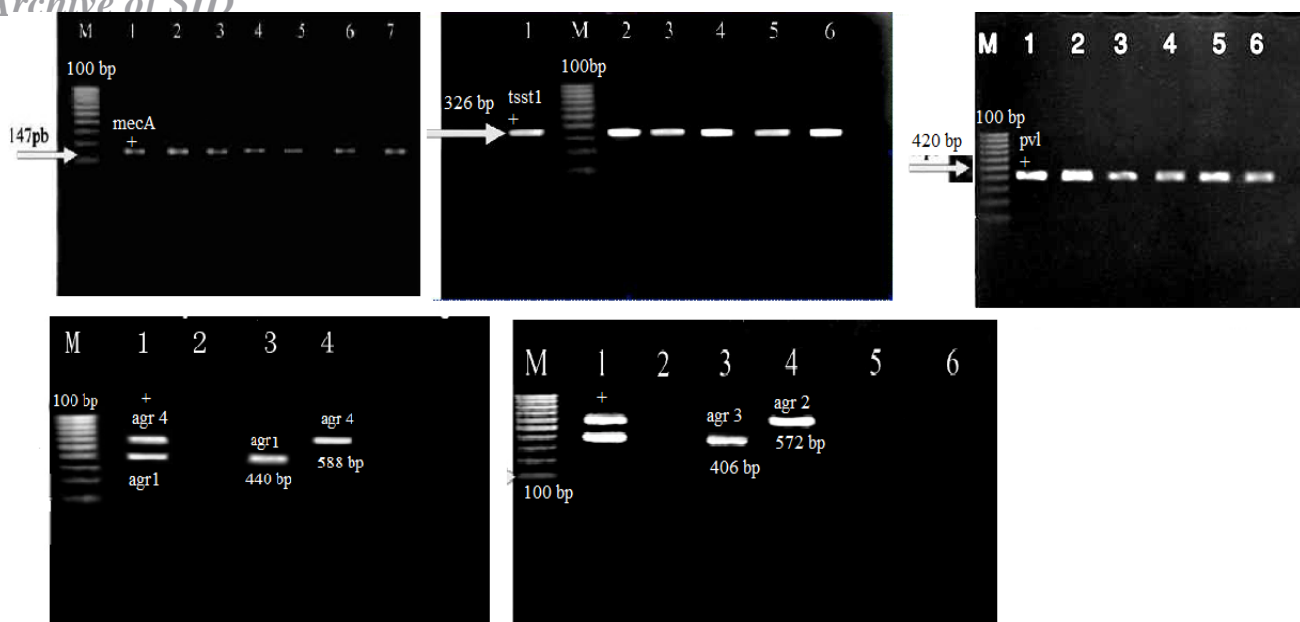 Archive of SID
M 1 2 3 4 5 6 7
100 bp
mecA
+
147pb
1 M 2 3 4 5 6
100bp
tsst1
+
326 bp
M 1 2 3 4 5 6
100 bp
pvl
+
420 bp
M 1 2 3 4
100 bp
+
agr 4
agr 4
agr1
588 bp
agr1
440 bp
M 1 2 3 4 5 6
+
agr 3
agr 2
572 bp
406 bp
100 bp